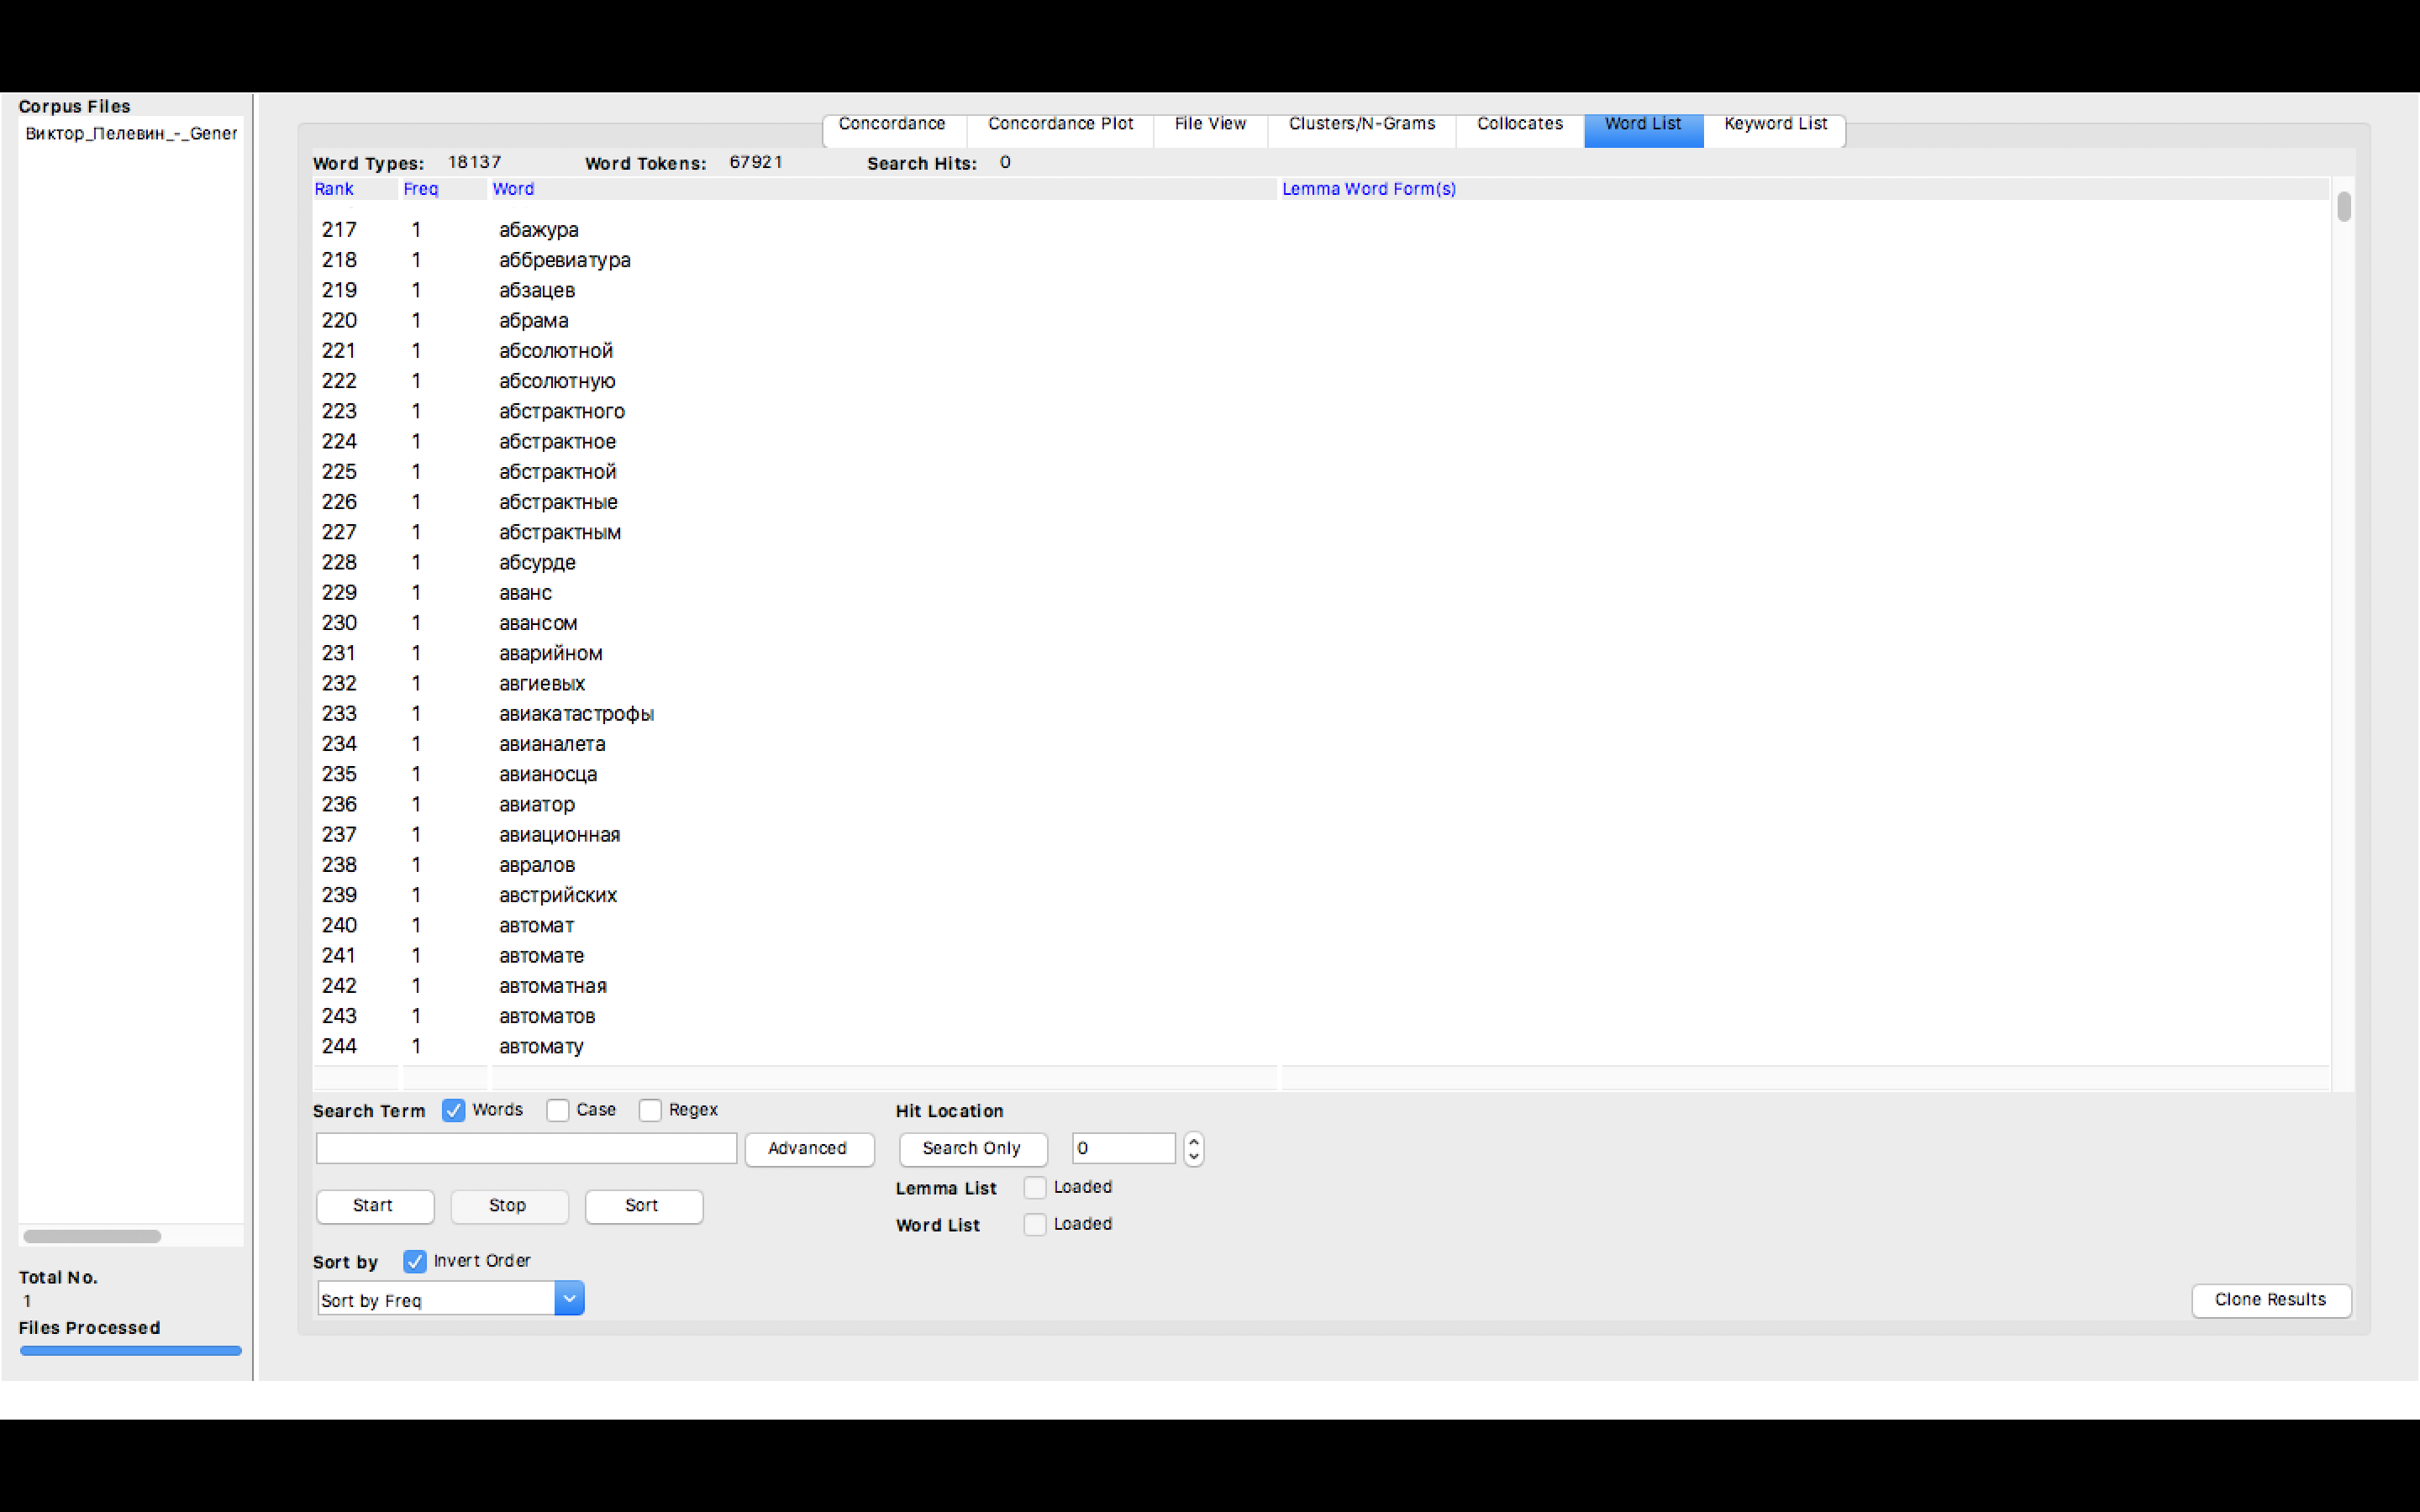 Corpus Files
Виктор_Пелевин_-_Gener
Concordance Concordance Plot File View Clusters/N-Grams Collocates Word List Keyword List
Word Types: 18137 Word Tokens: 67921 Search Hits: 0
Rank Freq Word Lemma Word Form(s)
217 1 абажура
218 1 аббревиатура
219 1 абзацев
220 1 абрама
221 1 абсолютной
222 1 абсолютную
223 1 абстрактного
224 1 абстрактное
225 1 абстрактной
226 1 абстрактные
227 1 абстрактным
228 1 абсурде
229 1 аванс
230 1 авансом
231 1 аварийном
232 1 авгиевых
233 1 авиакатастрофы
234 1 авианалета
235 1 авианосца
236 1 авиатор
237 1 авиационная
238 1 авралов
239 1 австрийских
240 1 автомат
241 1 автомате
242 1 автоматная
243 1 автоматов
244 1 автомату
Search Term Words Case Regex Hit Location
Advanced Search Only 0
Lemma List Loaded
Start Stop Sort
Word List Loaded
Sort by Invert Order
Sort by Freq
Clone Results
Total No.
1
Files Processed